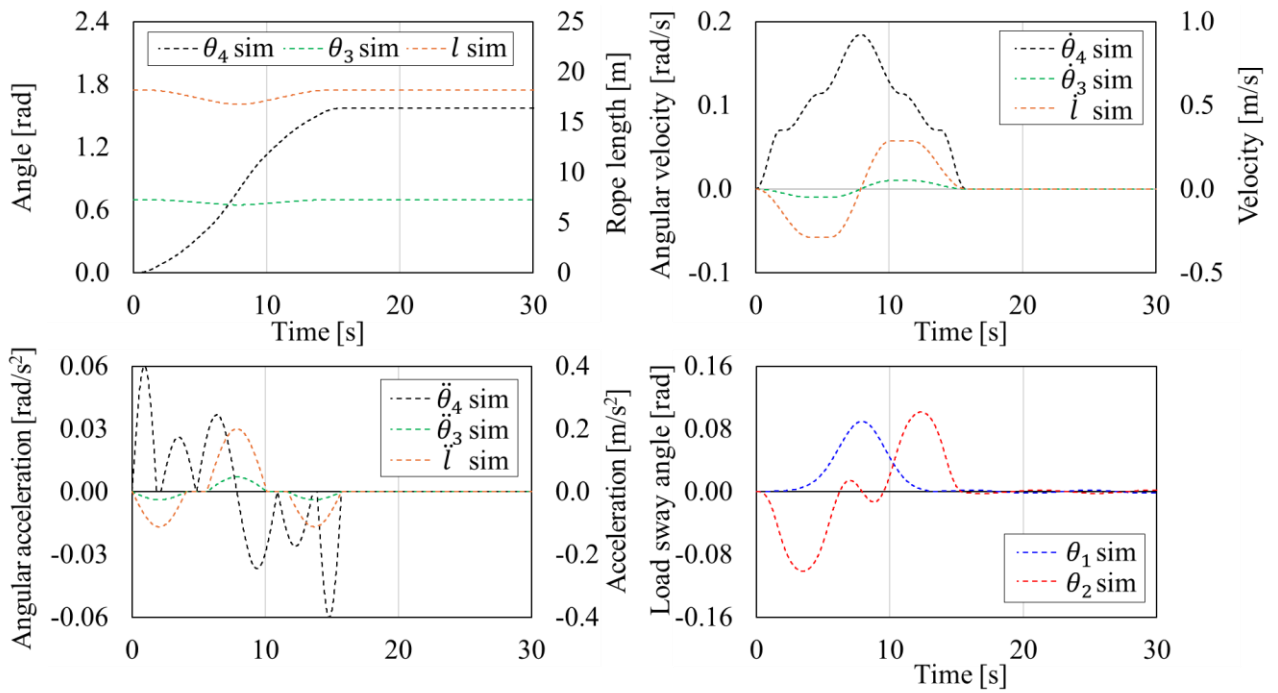 2.4
1.8
1.2
0.6
0.0
Angle [rad]
θ₄ sim θ₃ sim l sim
25
20
15
10
5
0
Rope length [m]
0 10 20 30
Time [s]
0.2
0.1
0.0
-0.1
Angular velocity [rad/s]
θ̇₄ sim
θ̇₃ sim
l̇ sim
1.0
0.5
0.0
-0.5
Velocity [m/s]
0 10 20 30
Time [s]
0.06
0.03
0.00
-0.03
-0.06
Angular acceleration [rad/s²]
θ̈₄ sim
θ̈₃ sim
l̈ sim
0.4
0.2
0.0
-0.2
-0.4
Acceleration [m/s²]
0 10 20 30
0.16
0.08
0.00
-0.08
-0.16
Load sway angle [rad]
θ₁ sim
θ₂ sim
0 10 20 30
Time [s]